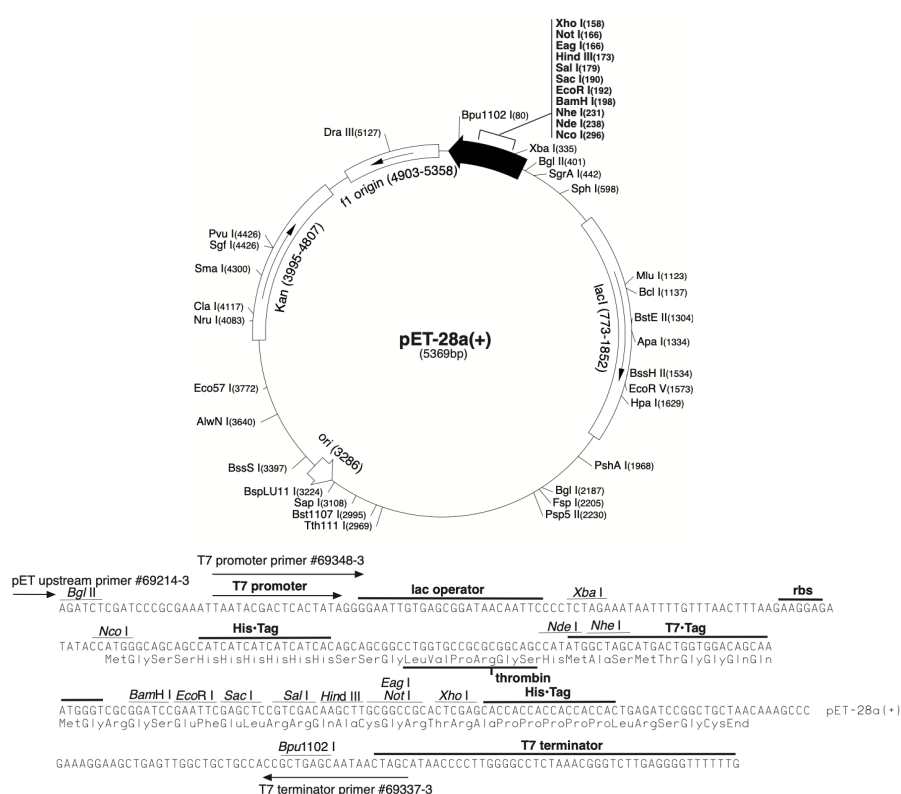 Xho I(158)
Not I(166)
Eag I(166)
Hind III(173)
Sal I(179)
Sac I(190)
EcoR I(192)
BamH I(198)
Nhe I(231)
Nde I(238)
Nco I(296)
Bpu1102 I(80)
Dra III(5127)
Xba I(335)
Bgl II(401)
SgrA I(442)
Sph I(598)
f1 origin (4903-5358)
Pvu I(4426)
Sgf I(4426)
Sma I(4300)
Kan (3995-4807)
Cla I(4117)
Nru I(4083)
Mlu I(1123)
Bcl I(1137)
BstE II(1304)
Apa I(1334)
lacI (773-1852)
pET-28a(+)
(5369bp)
BssH II(1534)
EcoR V(1573)
Hpa I(1629)
Eco57 I(3772)
AlwN I(3640)
ori (3286)
BssS I(3397)
PshA I(1968)
BspLU11 I(3224)
Sap I(3108)
Bst1107 I(2995)
Tth111 I(2969)
Bgl I(2187)
Fsp I(2205)
Psp5 II(2230)
T7 promoter primer #69348-3
pET upstream primer #69214-3
Bgl II T7 promoter lac operator Xba I rbs
AGATCTCGATCCCGCGAAATTAATACGACTCACTATAGGGGAATTGTGAGCGGATAACAATTCCCCTCTAGAAATAATTTTGTTTAACTTTAAGAAGGAGA
Nco I His•Tag Nde I Nhe I T7•Tag
TATACCATGGGCAGCAGCCATCATCATCATCATCACAGCAGCGGCCTGGTGCCGCGCGGCAGCCATATGGCTAGCATGACTGGTGGACAGCAA
MetGlySerSerHisHisHisHisHisHisSerSerGlyLeuValProArgGlySerHisMetAlaSerMetThrGlyGlyGlnGln
thrombin
BamH I EcoR I Sac I Sal I Hind III Eag I Not I Xho I His•Tag
ATGGGTCGCGGATCCGAATTCGAGCTCCGTCGACAAGCTTGCGGCCGCACTCGAGCACCACCACCACCACCACTGAGATCCGGCTGCTAACAAAGCCC pET-28a(+)
MetGlyArgGlySerGluPheGluLeuArgArgGlnAlaCysGlyArgThrArgAlaProProProProProLeuArgSerGlyCysEnd
Bpu1102 I T7 terminator
GAAAGGAAGCTGAGTTGGCTGCTGCCACCGCTGAGCAATAACTAGCATAACCCCTTGGGGCCTCTAAACGGGTCTTGAGGGGTTTTTTG
T7 terminator primer #69337-3